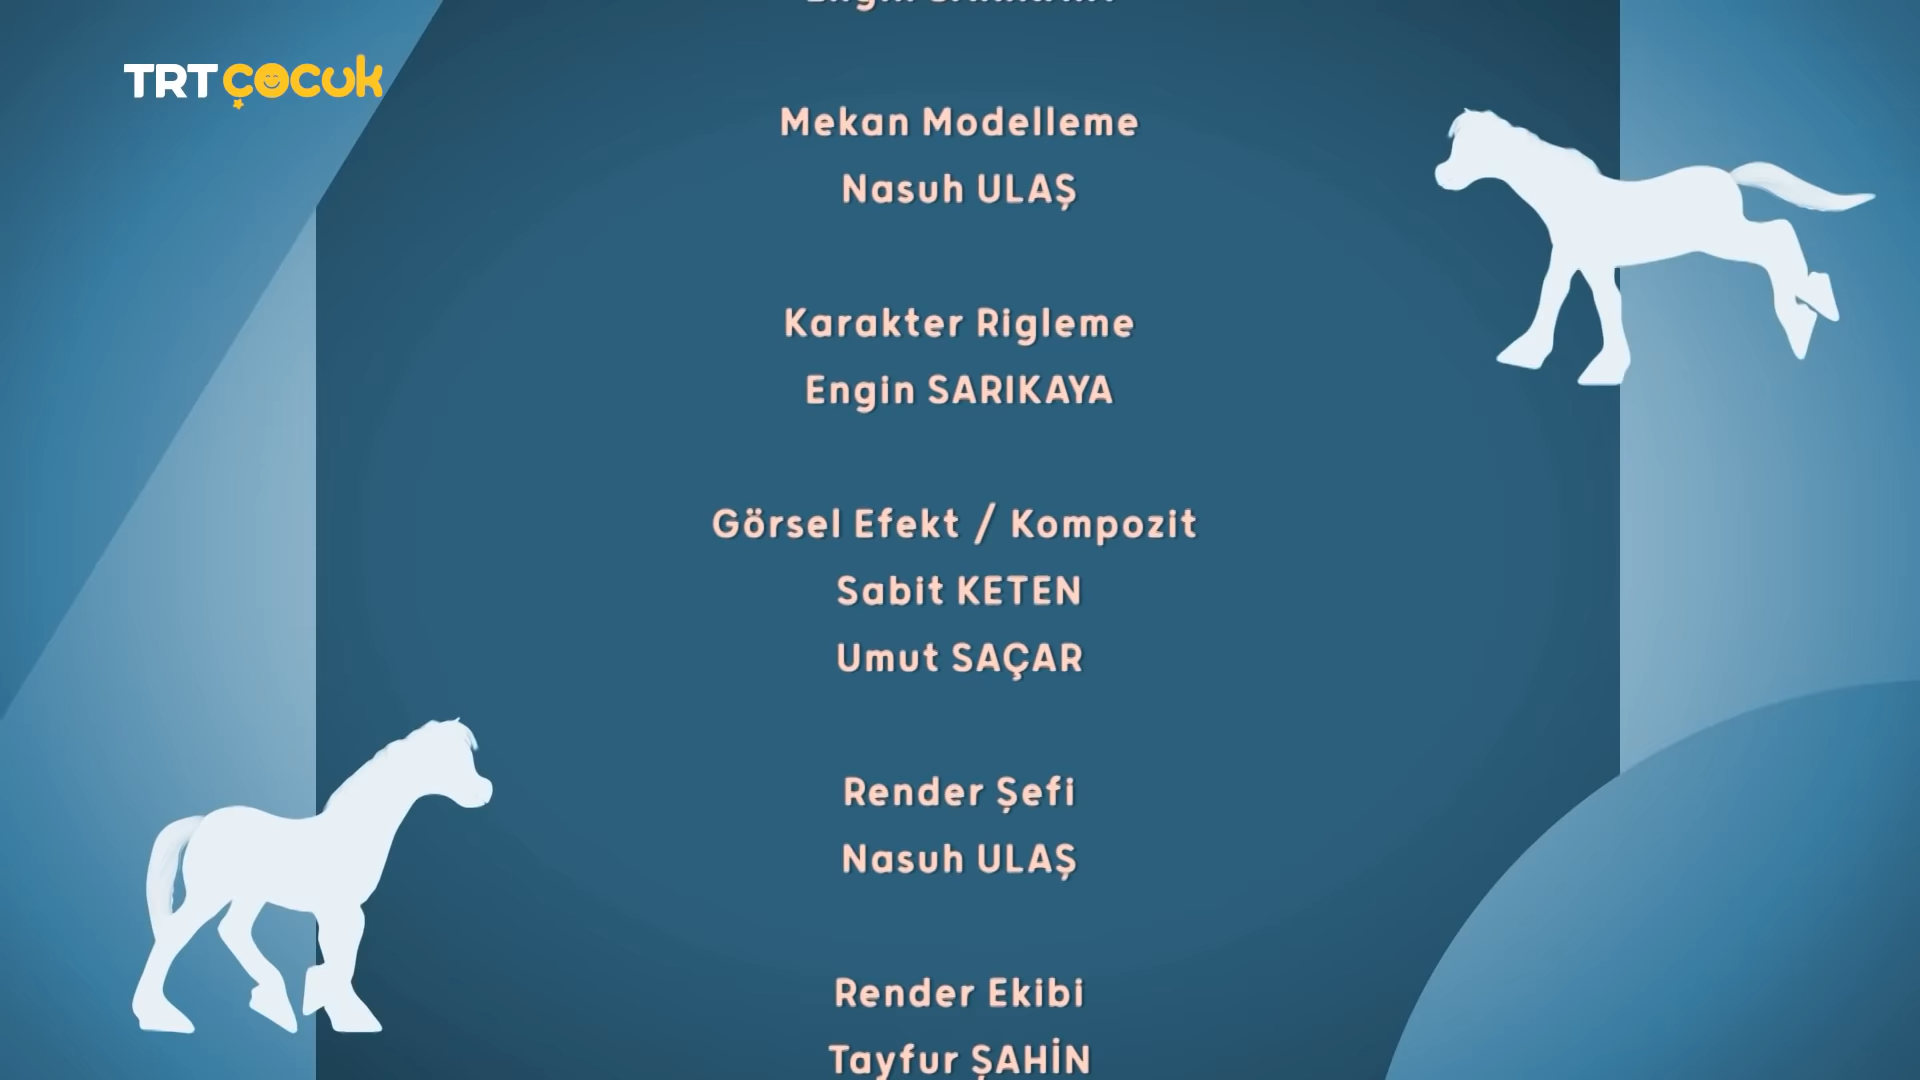 TRT çocuk
Mekan Modelleme
Nasuh ULAŞ
Karakter Rigleme
Engin SARIKAYA
Görsel Efekt / Kompozit
Sabit KETEN
Umut SAÇAR
Render Şefi
Nasuh ULAŞ
Render Ekibi
Tayfur ŞAHİN